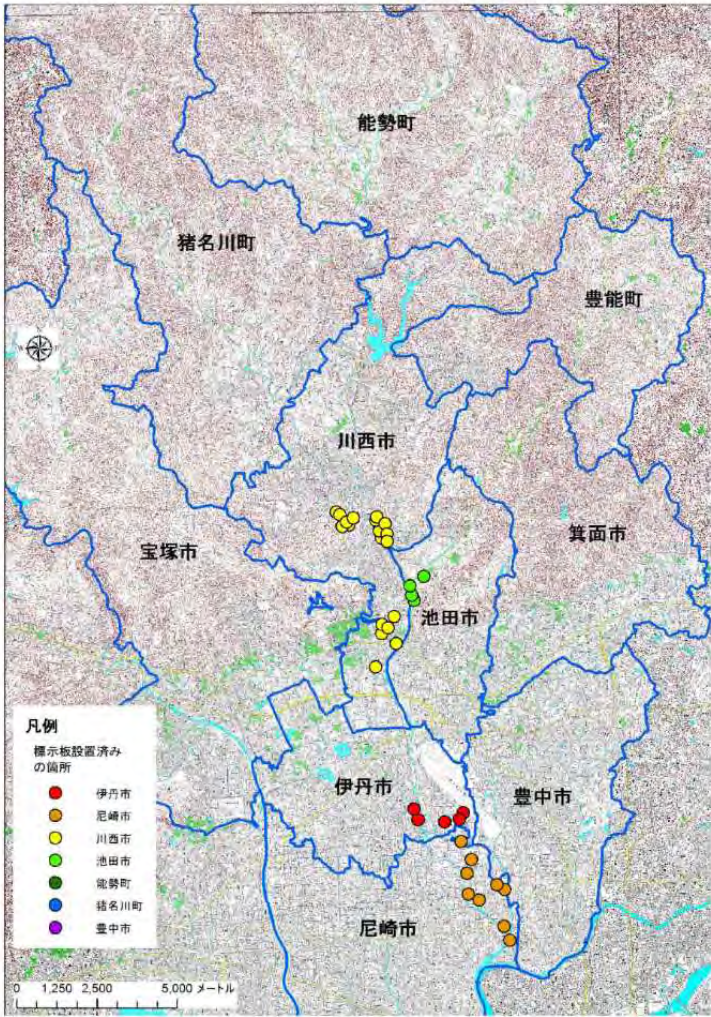 能勢町
猪名川町
豊能町
川西市
箕面市
宝塚市
池田市
伊丹市
豊中市
尼崎市
凡例
標示板設置済み
の箇所
伊丹市
尼崎市
川西市
池田市
能勢町
猪名川町
豊中市
0 1,250 2,500 5,000 メートル